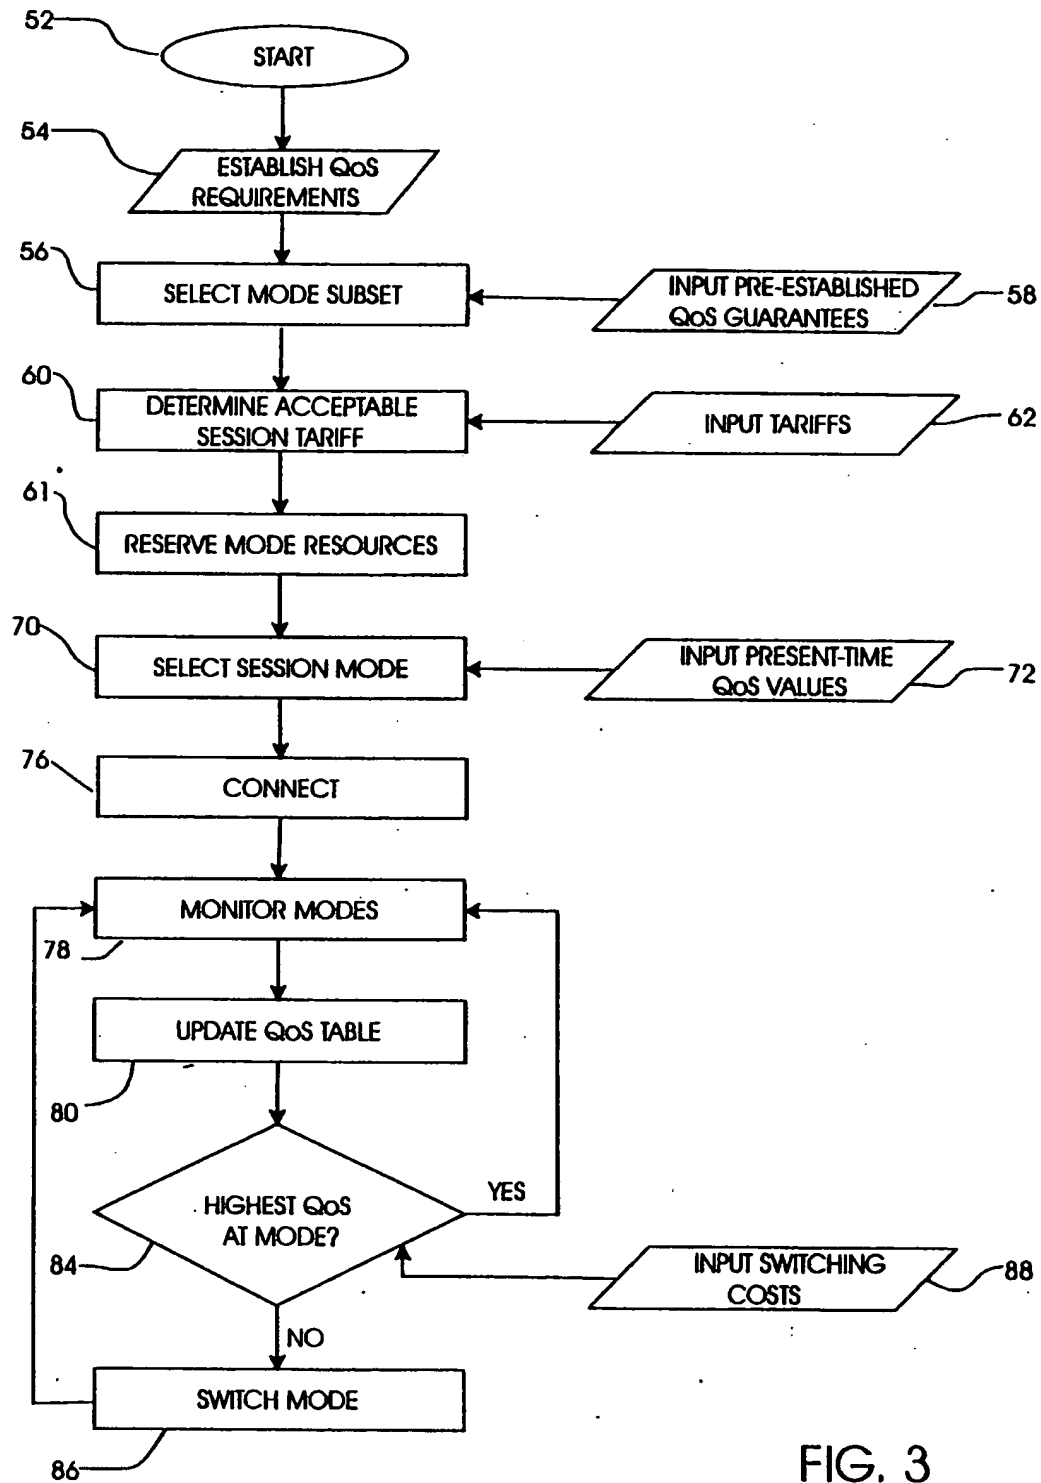 52
START
54
ESTABLISH QoS
REQUIREMENTS
56
SELECT MODE SUBSET
INPUT PRE-ESTABLISHED
QoS GUARANTEES
58
60
DETERMINE ACCEPTABLE
SESSION TARIFF
INPUT TARIFFS
62
61
RESERVE MODE RESOURCES
70
SELECT SESSION MODE
INPUT PRESENT-TIME
QoS VALUES
72
76
CONNECT
MONITOR MODES
78
UPDATE QoS TABLE
80
HIGHEST QoS
AT MODE?
YES
84
INPUT SWITCHING
COSTS
88
NO
SWITCH MODE
86
FIG. 3